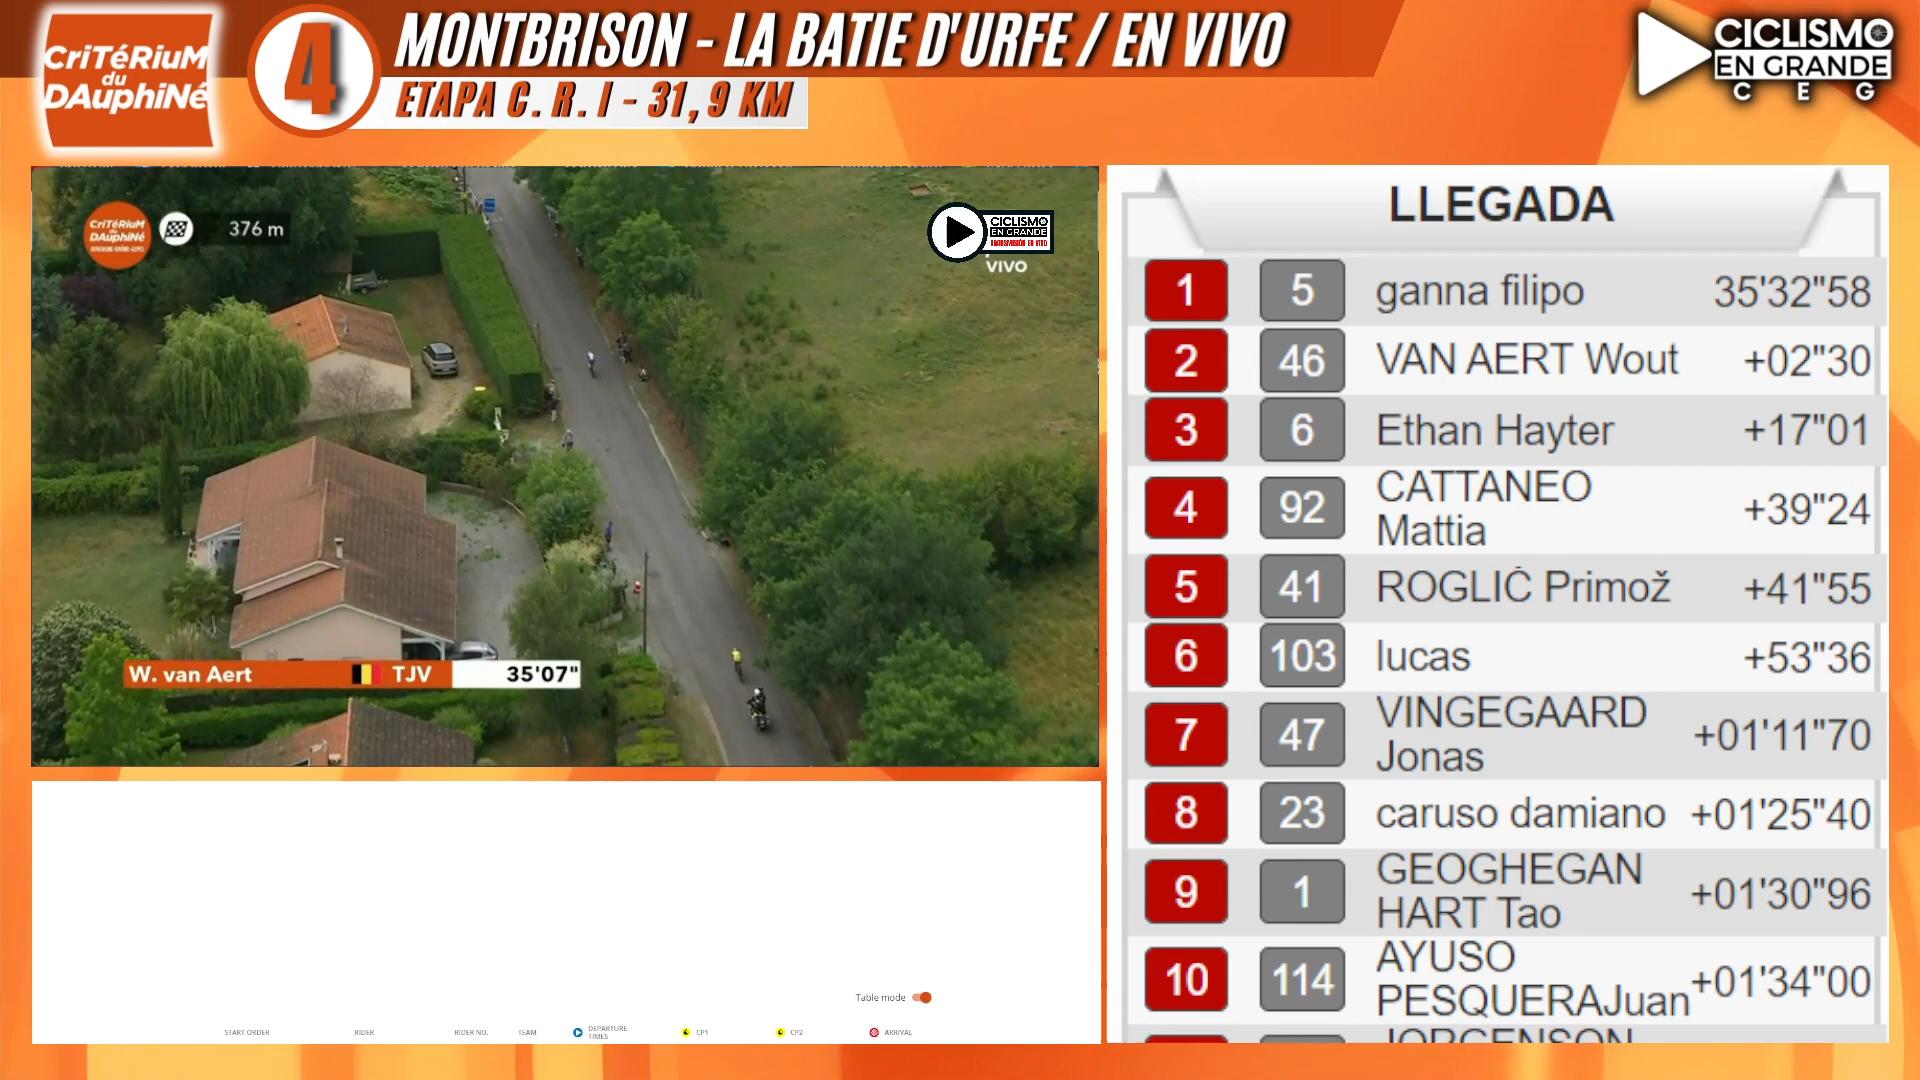 CriTéRiuM
du
DAuphiNé
4
MONTBRISON - LA BATIE D'URFE / EN VIVO
ETAPA C. R. I - 31,9 KM
CICLISMO
EN GRANDE
C E G
CriTéRiuM
du
DAuphiNé
376 m
CICLISMO
EN GRANDE
TRANSMISIÓN EN VIVO
VIVO
W. van Aert TJV 35'07"
Table mode
START ORDER RIDER RIDER NO. TEAM DEPARTURE TIMES CP1 CP2 ARRIVAL
LLEGADA
1 5 ganna filipo 35'32"58
2 46 VAN AERT Wout +02"30
3 6 Ethan Hayter +17"01
4 92 CATTANEO Mattia +39"24
5 41 ROGLIČ Primož +41"55
6 103 lucas +53"36
7 47 VINGEGAARD Jonas +01'11"70
8 23 caruso damiano +01'25"40
9 1 GEOGHEGAN HART Tao +01'30"96
10 114 AYUSO PESQUERAJuan +01'34"00
JORGENSON